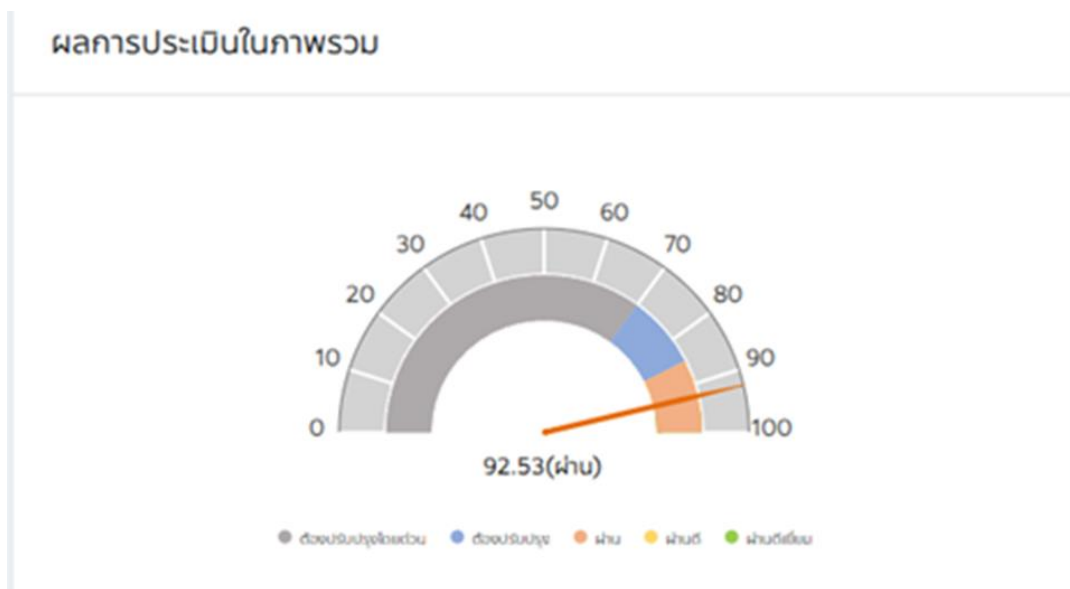 ผลการประเมินในภาพรวม
50
40 60
30 70
20 80
10 90
0 100
92.53(ผ่าน)
ต้องปรับปรุงโดยด่วน ต้องปรับปรุง ผ่าน ผ่านดี ผ่านดีเยี่ยม